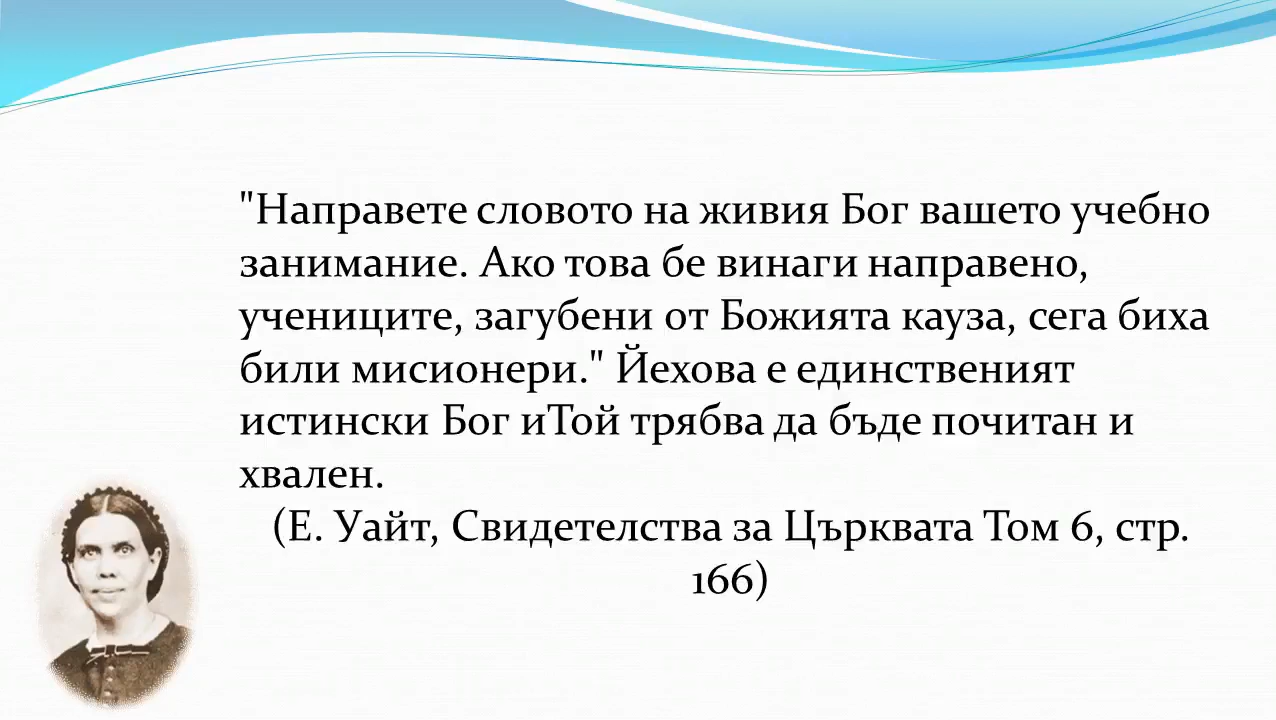 "Направете словото на живия Бог вашето учебно
занимание. Ако това бе винаги направено,
учениците, загубени от Божията кауза, сега биха
били мисионери." Йехова е единственият
истински Бог иТой трябва да бъде почитан и
хвален.
(Е. Уайт, Свидетелства за Църквата Том 6, стр.
166)